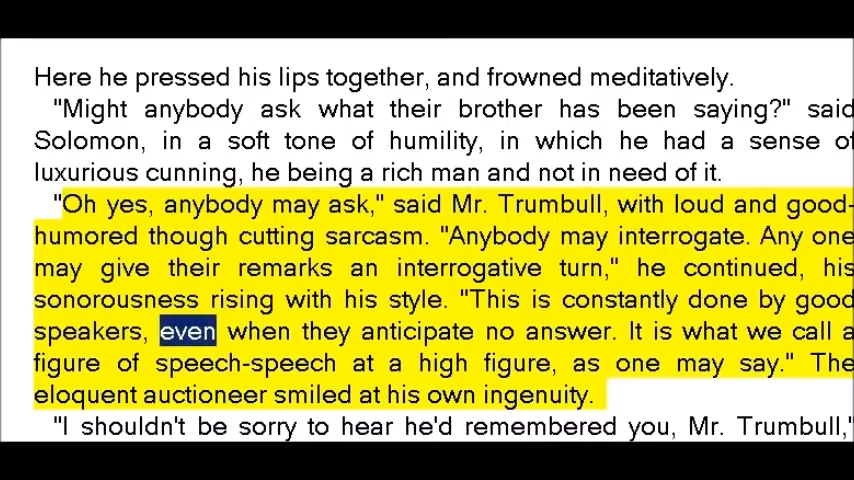 Here he pressed his lips together, and frowned meditatively.
"Might anybody ask what their brother has been saying?" said
Solomon, in a soft tone of humility, in which he had a sense of
luxurious cunning, he being a rich man and not in need of it.
"Oh yes, anybody may ask," said Mr. Trumbull, with loud and good-
humored though cutting sarcasm. "Anybody may interrogate. Any one
may give their remarks an interrogative turn," he continued, his
sonorousness rising with his style. "This is constantly done by good
speakers, even when they anticipate no answer. It is what we call a
figure of speech-speech at a high figure, as one may say." The
eloquent auctioneer smiled at his own ingenuity.
"I shouldn't be sorry to hear he'd remembered you, Mr. Trumbull,"